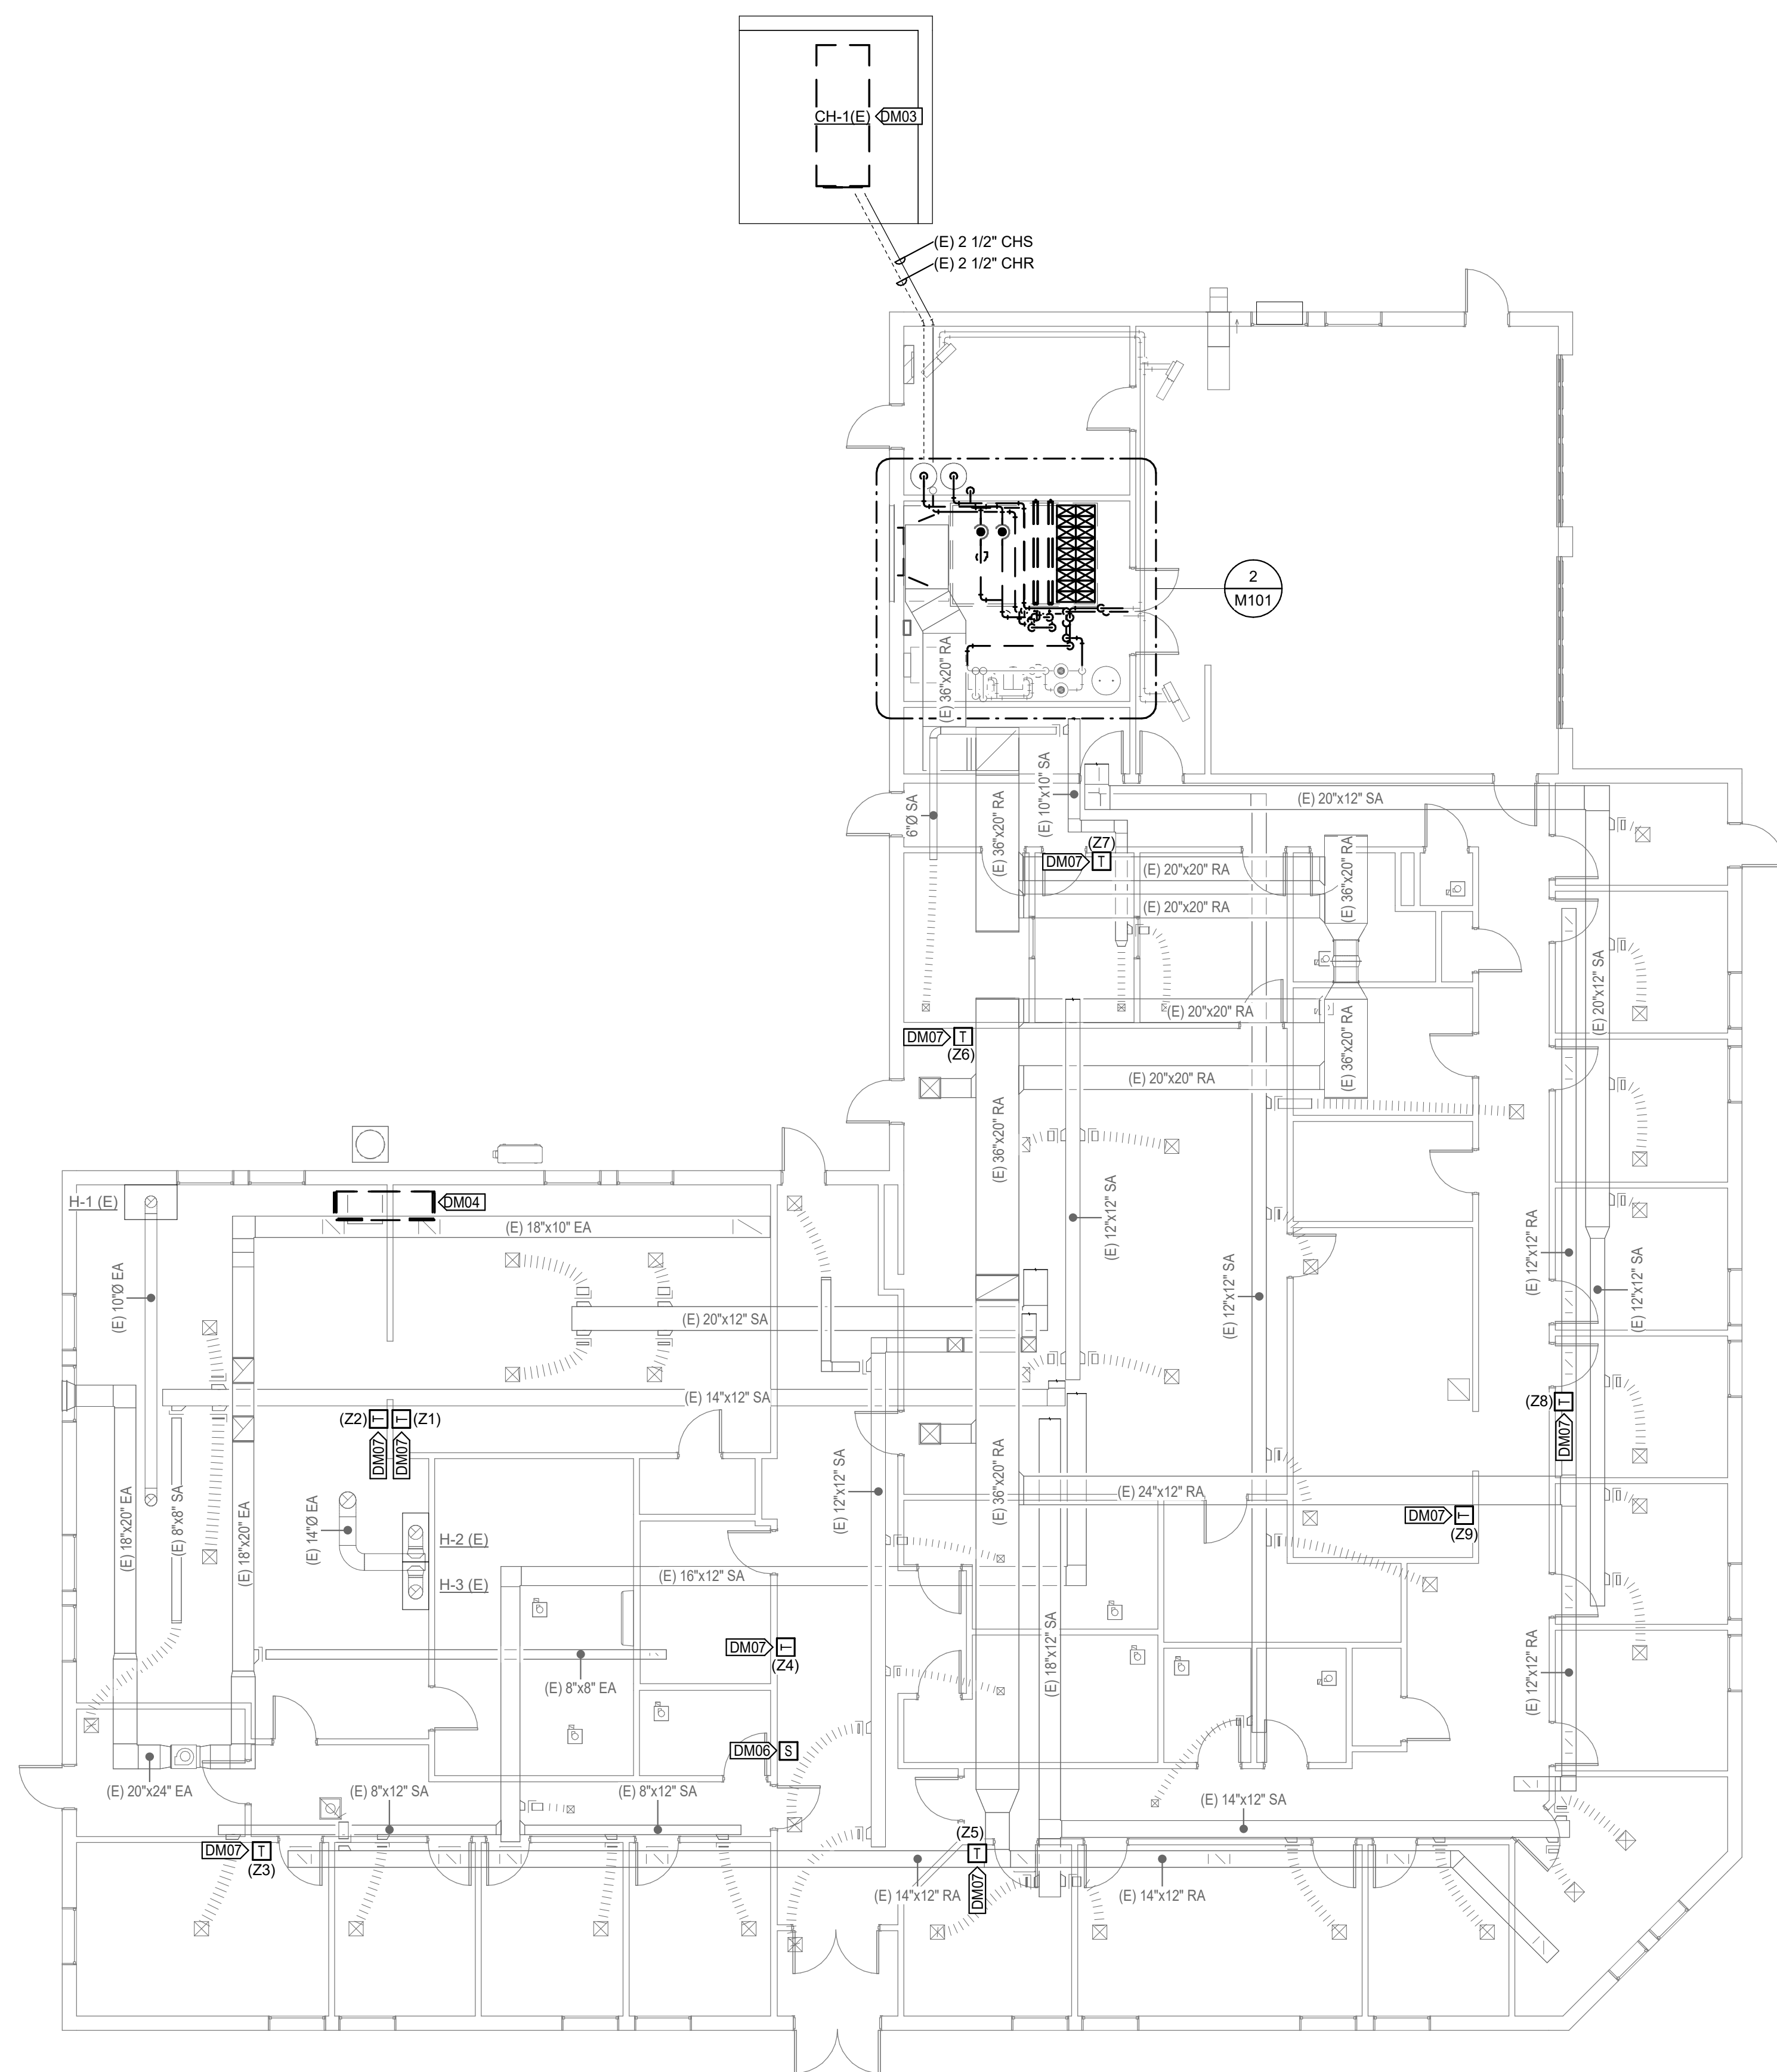 CH-1(E)
DM03
(E) 2 1/2" CHS
(E) 2 1/2" CHR
2
M101
(E) 36"x20" RA
6"Ø SA
(E) 36"x20" RA
(E) 10"x10" SA
(E) 20"x12" SA
(Z7)
DM07
T
(E) 20"x20" RA
(E) 20"x20" RA
(E) 36"x20" RA
(E) 20"x12" SA
(E) 20"x20" RA
DM07
T
(Z6)
(E) 20"x20" RA
(E) 36"x20" RA
(E) 36"x20" RA
(E) 12"x12" SA
H-1 (E)
DM04
(E) 18"x10" EA
(E) 10"Ø EA
(E) 20"x12" SA
(E) 12"x12" SA
(E) 12"x12" RA
(E) 12"x12" SA
(E) 14"x12" SA
(Z2)
T
T
(Z1)
DM07
DM07
(Z8)
T
DM07
(E) 18"x20" EA
(E) 8"x8" SA
(E) 18"x20" EA
(E) 14"Ø EA
H-2 (E)
H-3 (E)
(E) 12"x12" SA
(E) 36"x20" RA
(E) 24"x12" RA
DM07
T
(Z9)
(E) 16"x12" SA
DM07
T
(Z4)
(E) 8"x8" EA
(E) 18"x12" SA
(E) 12"x12" RA
DM06
S
(E) 20"x24" EA
(E) 8"x12" SA
(E) 8"x12" SA
(E) 14"x12" SA
DM07
T
(Z3)
(Z5)
T
DM07
(E) 14"x12" RA
(E) 14"x12" RA